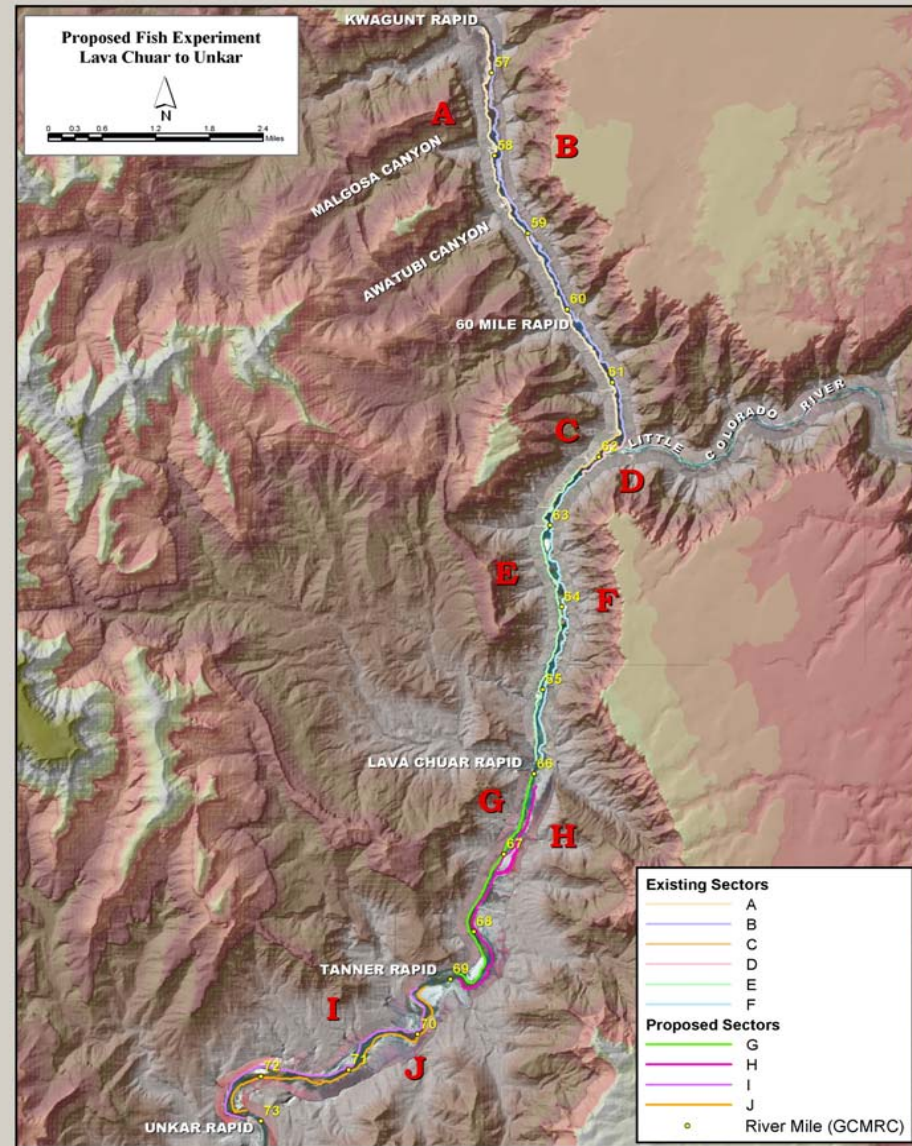 Proposed Fish Experiment
Lava Chuar to Unkar
N
0 0.3 0.6 1.2 1.8 2.4
Miles
KWAGUNT RAPID
57
A
58
B
MALGOSA CANYON
59
AWATUBI CANYON
60
60 MILE RAPID
61
C
62
LITTLE COLORADO RIVER
D
63
E
64
F
65
LAVA CHUAR RAPID
66
G
H
67
68
TANNER RAPID
69
I
70
J
71
72
73
UNKAR RAPID
Existing Sectors
A
B
C
D
E
F
Proposed Sectors
G
H
I
J
River Mile (GCMRC)